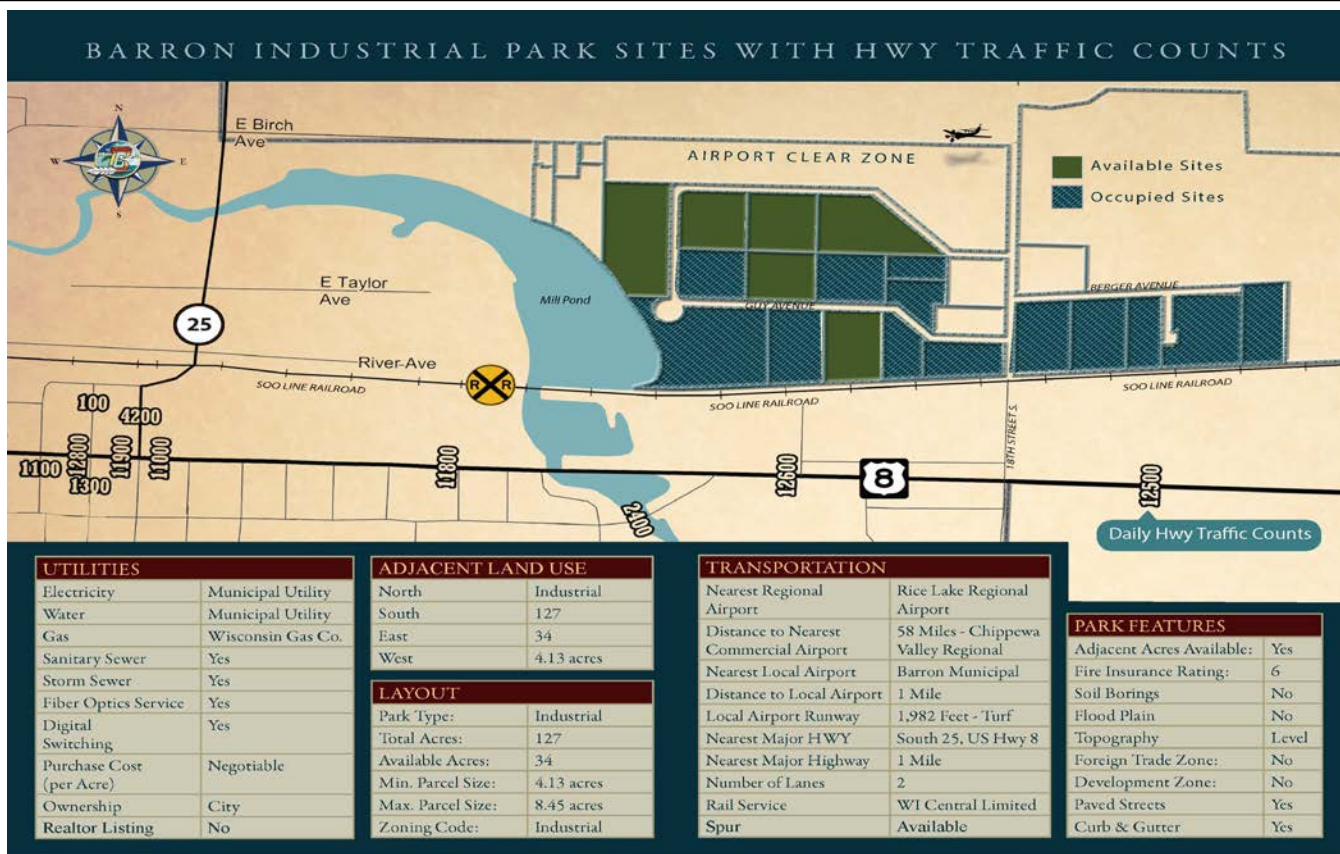 BARRON INDUSTRIAL PARK SITES WITH HWY TRAFFIC COUNTS
N
W
E
S
E Birch
Ave
AIRPORT CLEAR ZONE
Available Sites
Occupied Sites
E Taylor
Ave
Mill Pond
GUY AVENUE
BERGER AVENUE
25
River Ave
R R
SOO LINE RAILROAD
SOO LINE RAILROAD
SOO LINE RAILROAD
18TH STREET S.
100
4200
1100
12800
1300
11900
11000
11800
2400
12600
8
12500
Daily Hwy Traffic Counts
UTILITIES
Electricity Municipal Utility
Water Municipal Utility
Gas Wisconsin Gas Co.
Sanitary Sewer Yes
Storm Sewer Yes
Fiber Optics Service Yes
Digital Yes
Switching
Purchase Cost Negotiable
(per Acre)
Ownership City
Realtor Listing No
ADJACENT LAND USE
North Industrial
South 127
East 34
West 4.13 acres
LAYOUT
Park Type: Industrial
Total Acres: 127
Available Acres: 34
Min. Parcel Size: 4.13 acres
Max. Parcel Size: 8.45 acres
Zoning Code: Industrial
TRANSPORTATION
Nearest Regional Rice Lake Regional
Airport Airport
Distance to Nearest 58 Miles - Chippewa
Commercial Airport Valley Regional
Nearest Local Airport Barron Municipal
Distance to Local Airport 1 Mile
Local Airport Runway 1,982 Feet - Turf
Nearest Major HWY South 25, US Hwy 8
Nearest Major Highway 1 Mile
Number of Lanes 2
Rail Service WI Central Limited
Spur Available
PARK FEATURES
Adjacent Acres Available: Yes
Fire Insurance Rating: 6
Soil Borings No
Flood Plain No
Topography Level
Foreign Trade Zone: No
Development Zone: No
Paved Streets Yes
Curb & Gutter Yes